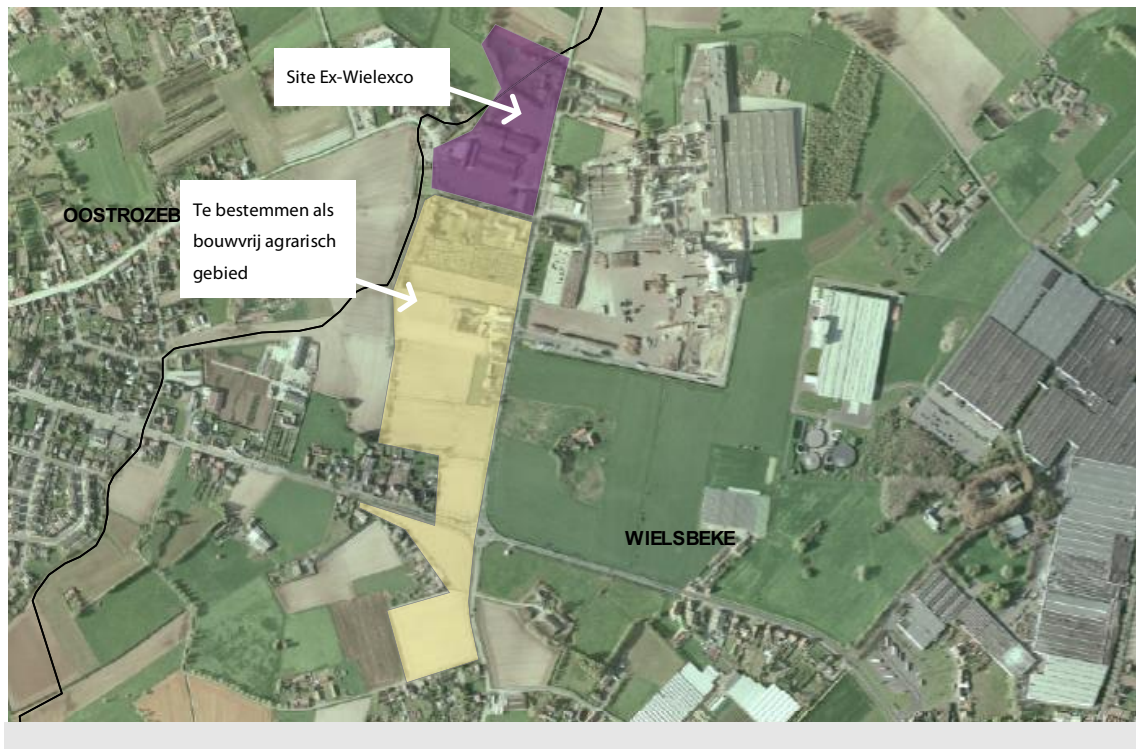 Site Ex-Wielexco
Te bestemmen als
bouwvrij agrarisch
gebied
OOSTROZEB
WIELSBEKE